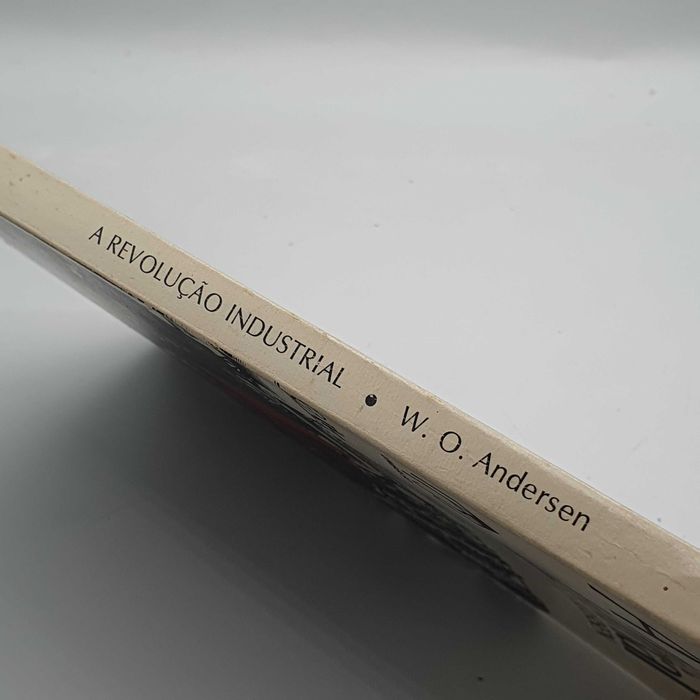 A REVOLUÇÃO INDUSTRIAL • W. O. Andersen